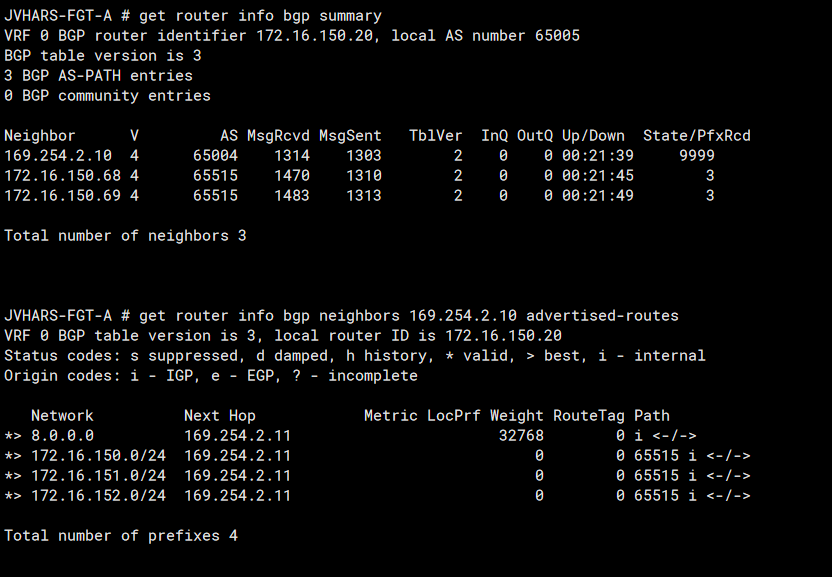 JVHARS-FGT-A # get router info bgp summary
VRF 0 BGP router identifier 172.16.150.20, local AS number 65005
BGP table version is 3
3 BGP AS-PATH entries
0 BGP community entries

Neighbor      V         AS MsgRcvd MsgSent   TblVer  InQ OutQ Up/Down  State/PfxRcd
169.254.2.10  4      65004    1314    1303        2    0    0 00:21:39     9999
172.16.150.68 4      65515    1470    1310        2    0    0 00:21:45        3
172.16.150.69 4      65515    1483    1313        2    0    0 00:21:49        3

Total number of neighbors 3

JVHARS-FGT-A # get router info bgp neighbors 169.254.2.10 advertised-routes
VRF 0 BGP table version is 3, local router ID is 172.16.150.20
Status codes: s suppressed, d damped, h history, * valid, > best, i - internal
Origin codes: i - IGP, e - EGP, ? - incomplete

   Network          Next Hop            Metric LocPrf Weight RouteTag Path
*> 8.0.0.0          169.254.2.11                       32768        0 i <-/->
*> 172.16.150.0/24  169.254.2.11                           0        0 65515 i <-/->
*> 172.16.151.0/24  169.254.2.11                           0        0 65515 i <-/->
*> 172.16.152.0/24  169.254.2.11                           0        0 65515 i <-/->

Total number of prefixes 4